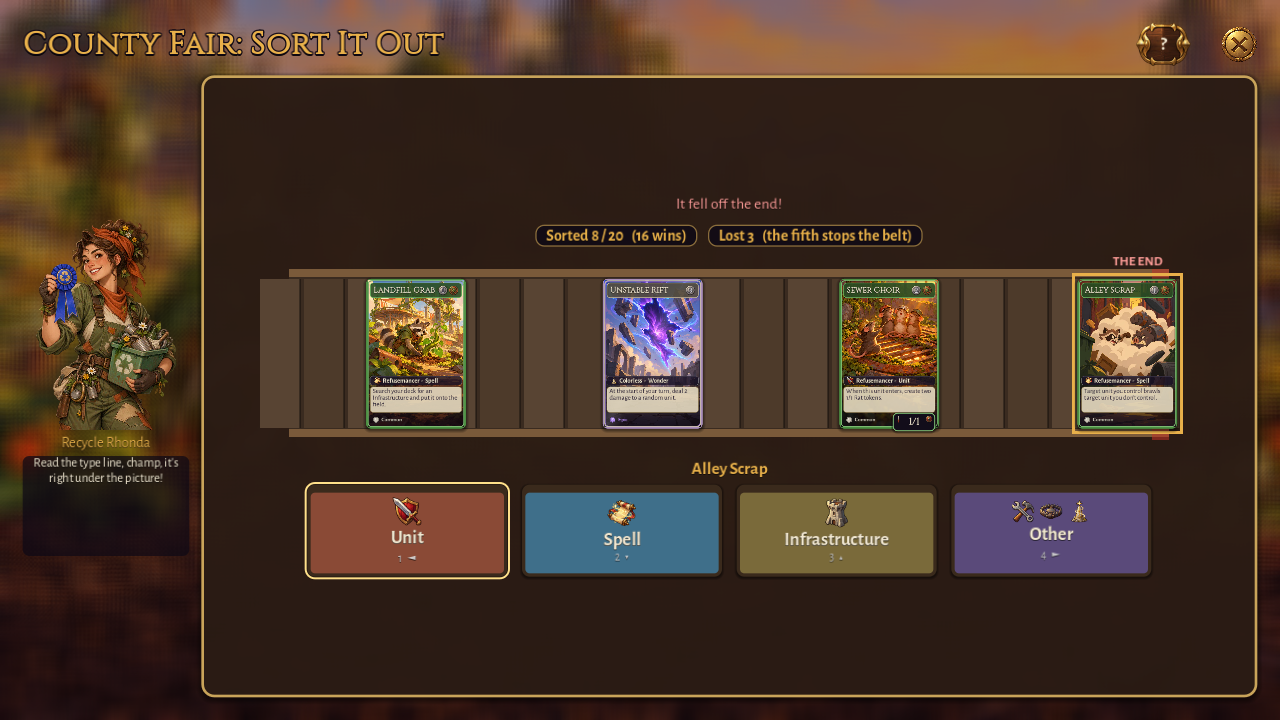 County Fair: Sort It Out
?
It fell off the end!
Sorted 8/20 (16 wins)
Lost 3 (the fifth stops the belt)
THE END
Landfill Grab
Refusemancer - Spell
Search your deck for an
Infrastructure and put it onto the
field.
Common
Unstable Rift
Colorless - Wonder
At the start of your turn, deal 2
damage to a random unit.
Epic
Sewer Choir
Refusemancer - Unit
When this unit enters, create two
1/1 Rat tokens.
Common
1/1
Alley Scrap
Refusemancer - Spell
Target unit you control brawls
target unit you don't control.
Common
Recycle Rhonda
Read the type line, champ, it's
right under the picture!
Alley Scrap
Unit
1
Spell
2
Infrastructure
3
Other
4